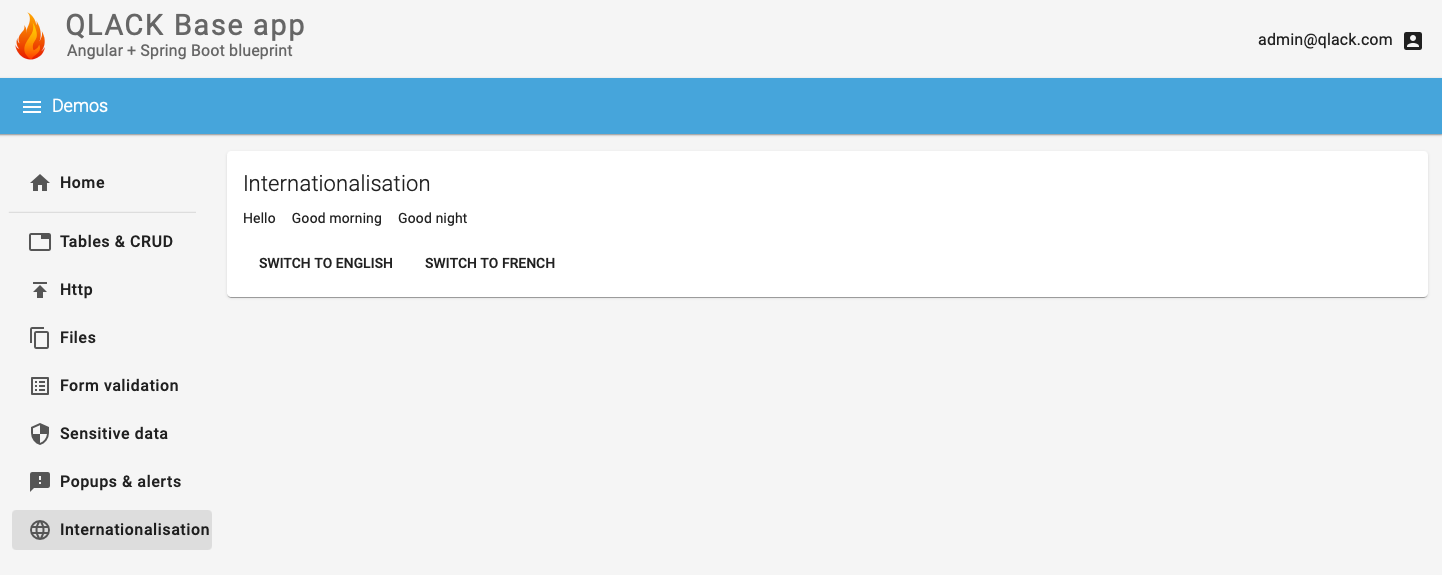 QLACK Base app
Angular + Spring Boot blueprint
admin@qlack.com
Demos
Home
Tables & CRUD
Http
Files
Form validation
Sensitive data
Popups & alerts
Internationalisation
Internationalisation
Hello Good morning Good night
SWITCH TO ENGLISH SWITCH TO FRENCH